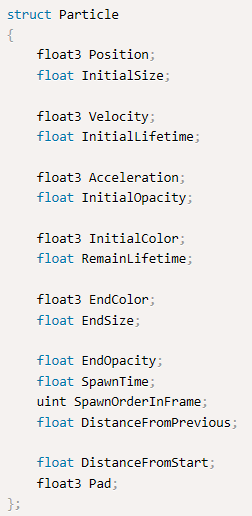 struct Particle
{
float3 Position;
float InitialSize;
float3 Velocity;
float InitialLifetime;
float3 Acceleration;
float InitialOpacity;
float3 InitialColor;
float RemainLifetime;
float3 EndColor;
float EndSize;
float EndOpacity;
float SpawnTime;
uint SpawnOrderInFrame;
float DistanceFromPrevious;
float DistanceFromStart;
float3 Pad;
};